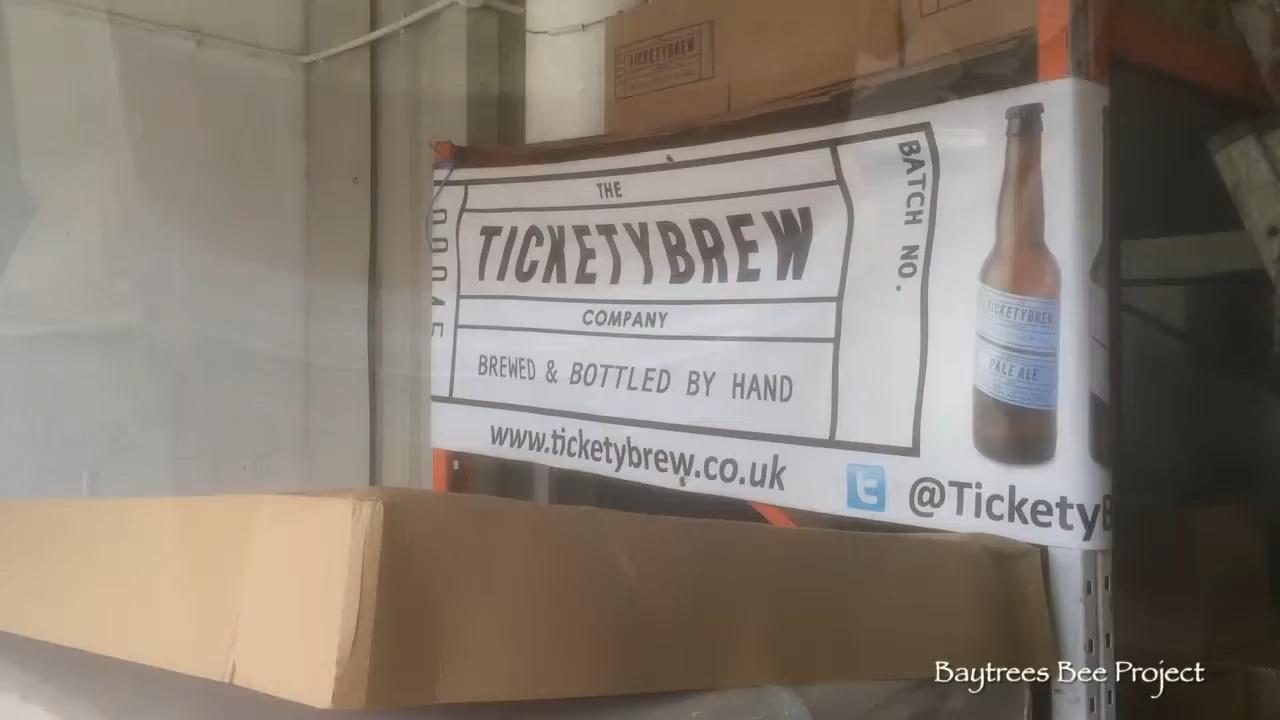 TICKETYBREW
THE
TICKETYBREW
COMPANY
BREWED & BOTTLED BY HAND
BATCH NO.
00045
www.ticketybrew.co.uk
@TicketyB
TICKETYBREW
PALE ALE
Baytrees Bee Project